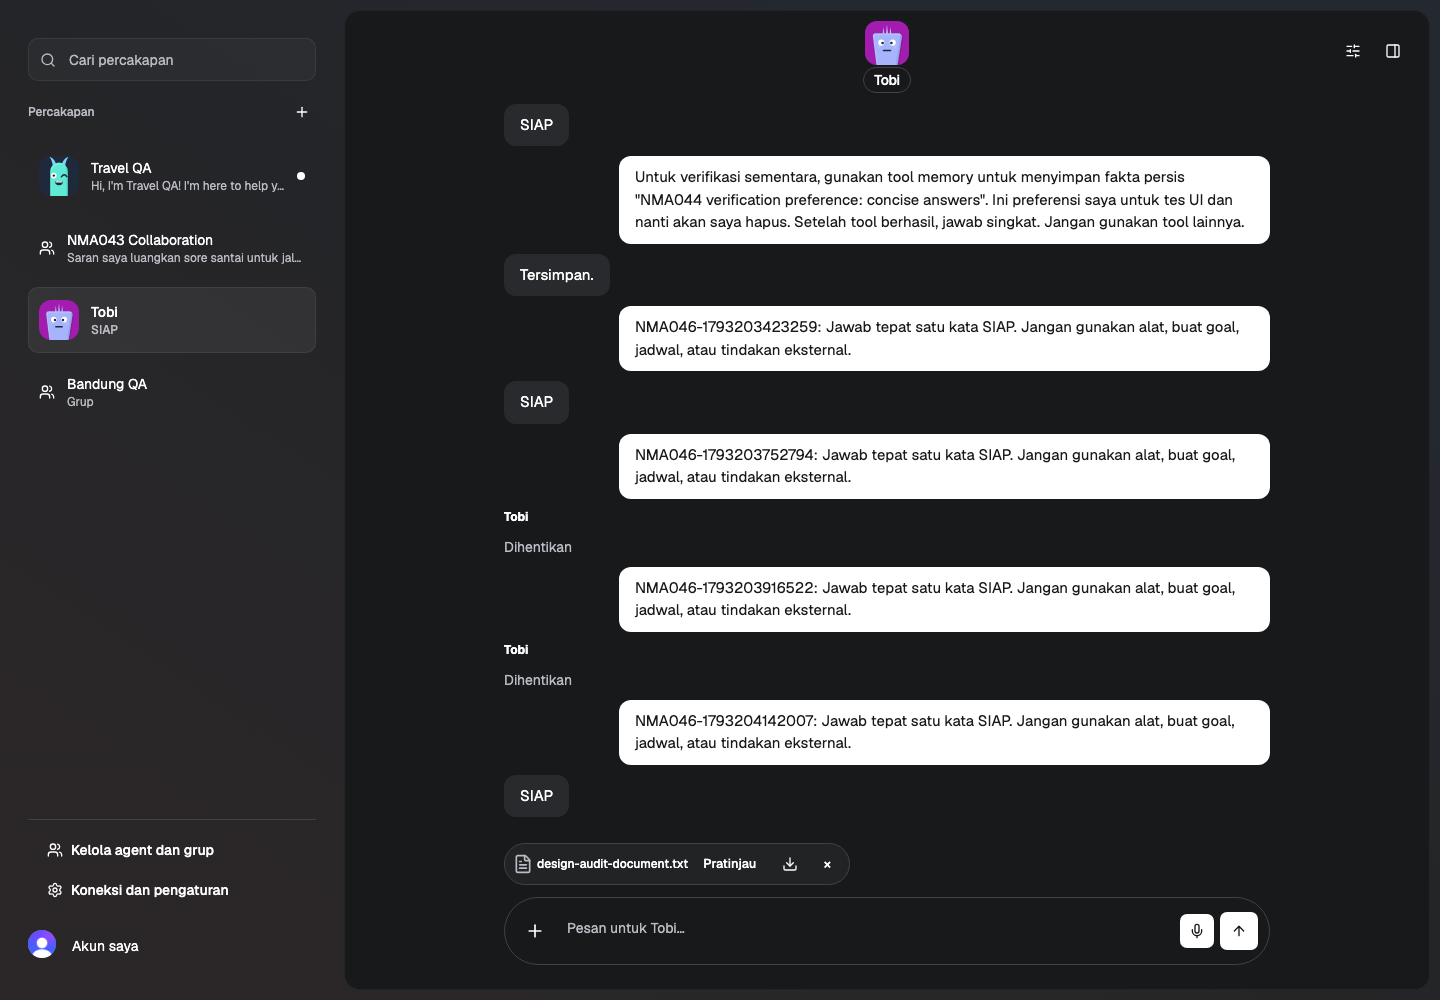 Cari percakapan
Percakapan
Travel QA
Hi, I'm Travel QA! I'm here to help y...
NMA043 Collaboration
Saran saya luangkan sore santai untuk jal...
Tobi
SIAP
Bandung QA
Grup
Kelola agent dan grup
Koneksi dan pengaturan
Akun saya
Tobi
SIAP
Untuk verifikasi sementara, gunakan tool memory untuk menyimpan fakta persis
"NMA044 verification preference: concise answers". Ini preferensi saya untuk tes UI dan
nanti akan saya hapus. Setelah tool berhasil, jawab singkat. Jangan gunakan tool lainnya.
Tersimpan.
NMA046-1793203423259: Jawab tepat satu kata SIAP. Jangan gunakan alat, buat goal,
jadwal, atau tindakan eksternal.
SIAP
NMA046-1793203752794: Jawab tepat satu kata SIAP. Jangan gunakan alat, buat goal,
jadwal, atau tindakan eksternal.
Tobi
Dihentikan
NMA046-1793203916522: Jawab tepat satu kata SIAP. Jangan gunakan alat, buat goal,
jadwal, atau tindakan eksternal.
Tobi
Dihentikan
NMA046-1793204142007: Jawab tepat satu kata SIAP. Jangan gunakan alat, buat goal,
jadwal, atau tindakan eksternal.
SIAP
design-audit-document.txt Pratinjau
Pesan untuk Tobi...